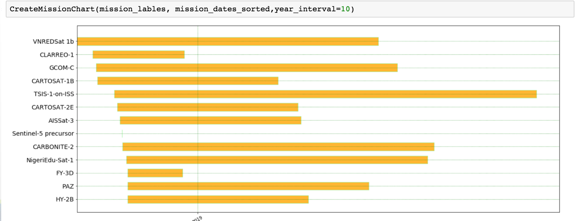 CreateMissionChart(mission_lables, mission_dates_sorted,year_interval=10)
VNREDSat 1b
CLARREO-1
GCOM-C
CARTOSAT-1B
TSIS-1-on-ISS
CARTOSAT-2E
AISSat-3
Sentinel-5 precursor
CARBONITE-2
NigeriEdu-Sat-1
FY-3D
PAZ
HY-2B